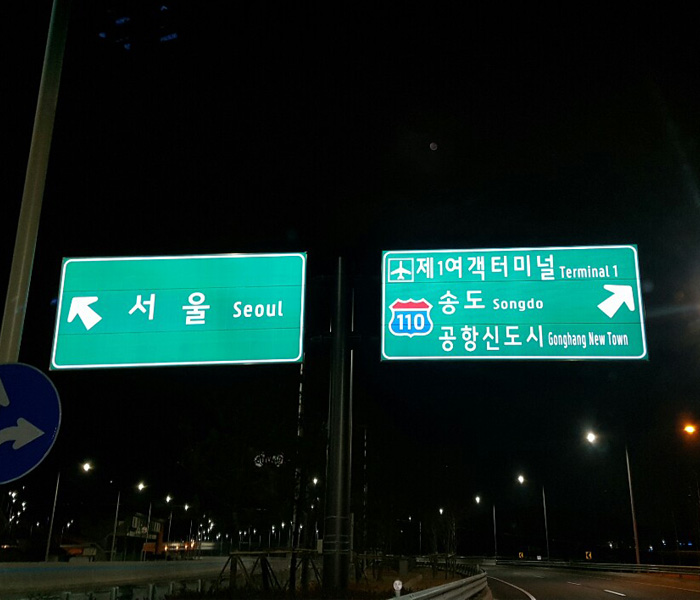 서울 Seoul
제1여객터미널 Terminal 1
110
송도 Songdo
공항신도시 Gonghang New Town